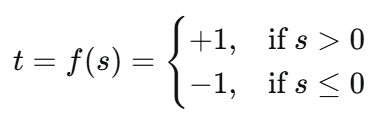 t = f(s) = { +1, if s > 0
−1, if s ≤ 0